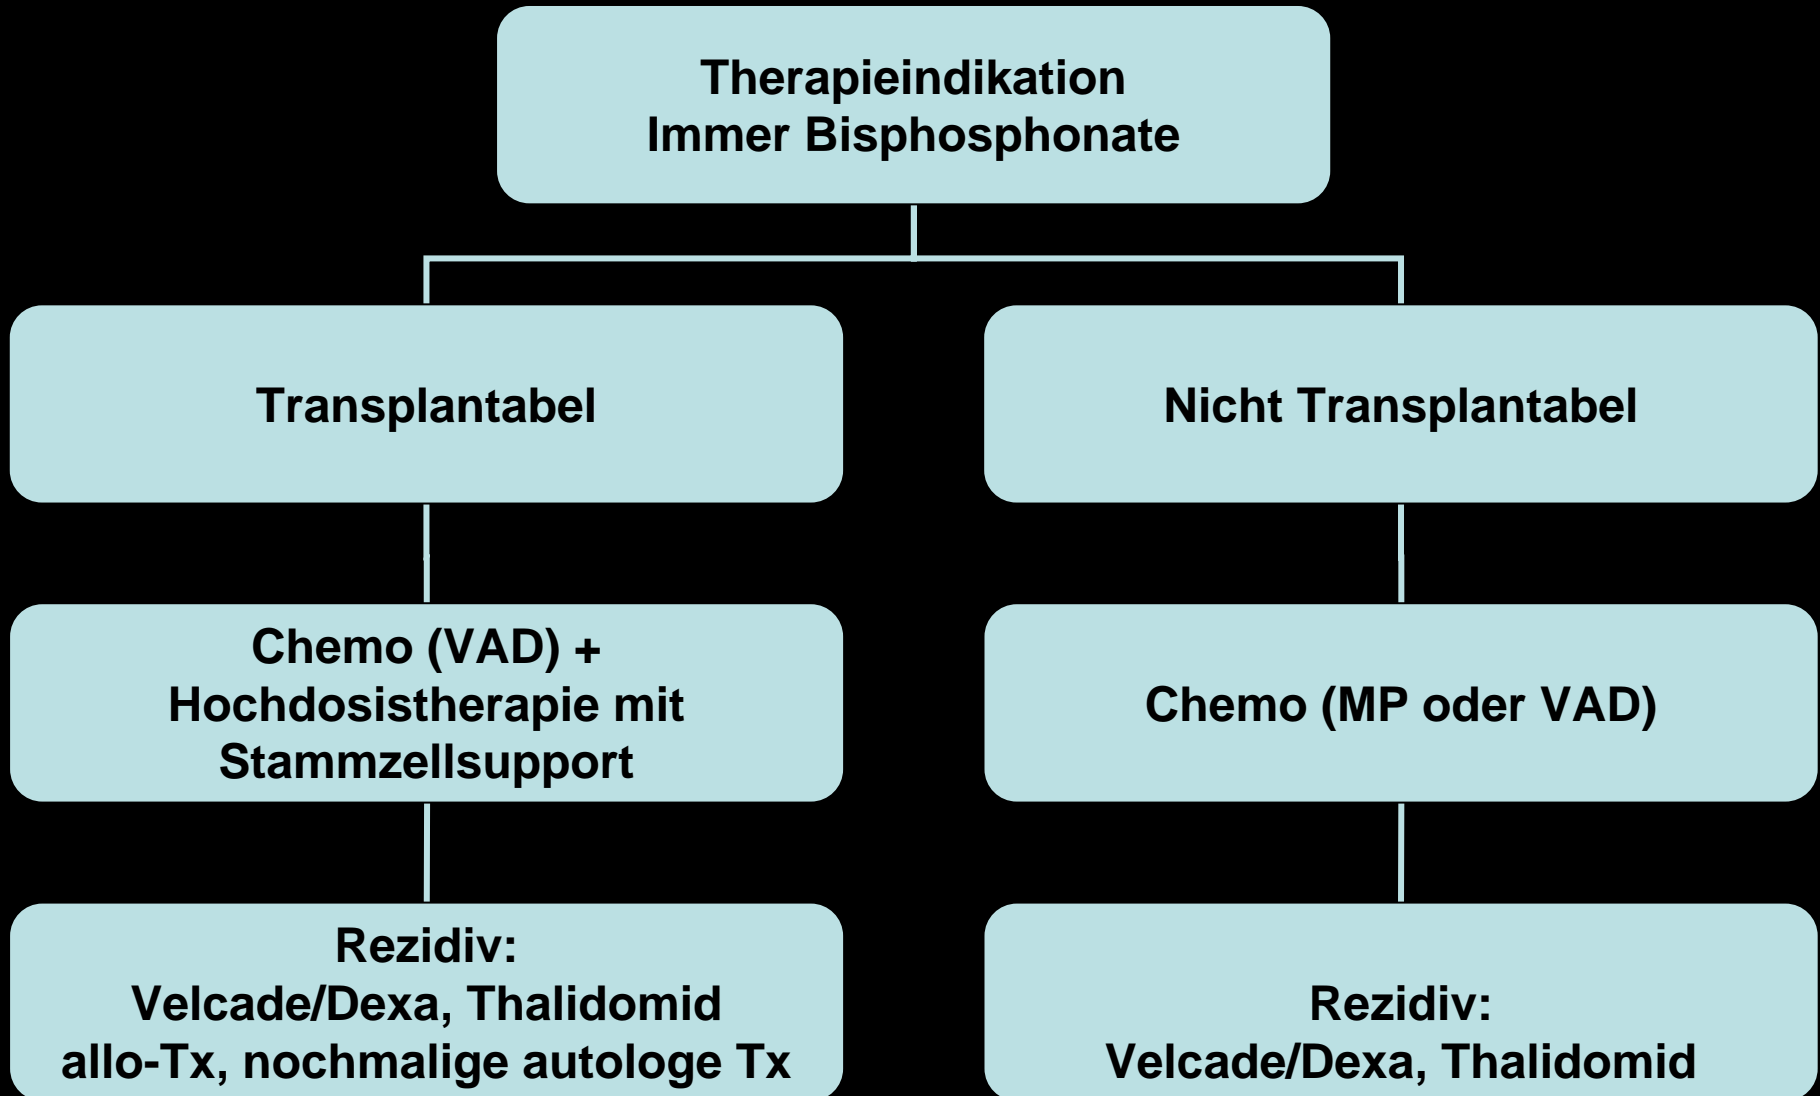 Therapieindikation
Immer Bisphosphonate
Transplantabel
Nicht Transplantabel
Chemo (VAD) +
Hochdosistherapie mit
Stammzellsupport
Chemo (MP oder VAD)
Rezidiv:
Velcade/Dexa, Thalidomid
allo-Tx, nochmalige autologe Tx
Rezidiv:
Velcade/Dexa, Thalidomid